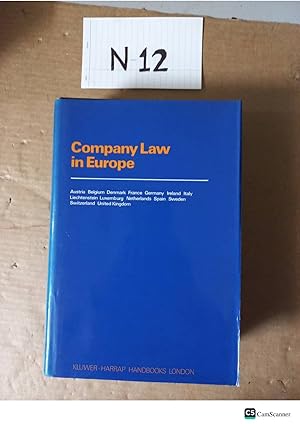 N-12
Company Law
in Europe
Austria Belgium Denmark France Germany Ireland Italy
Liechtenstein Luxemburg Netherlands Spain Sweden
Switzerland United Kingdom
KLUWER-HARRAP HANDBOOKS LONDON
CS CamScanner